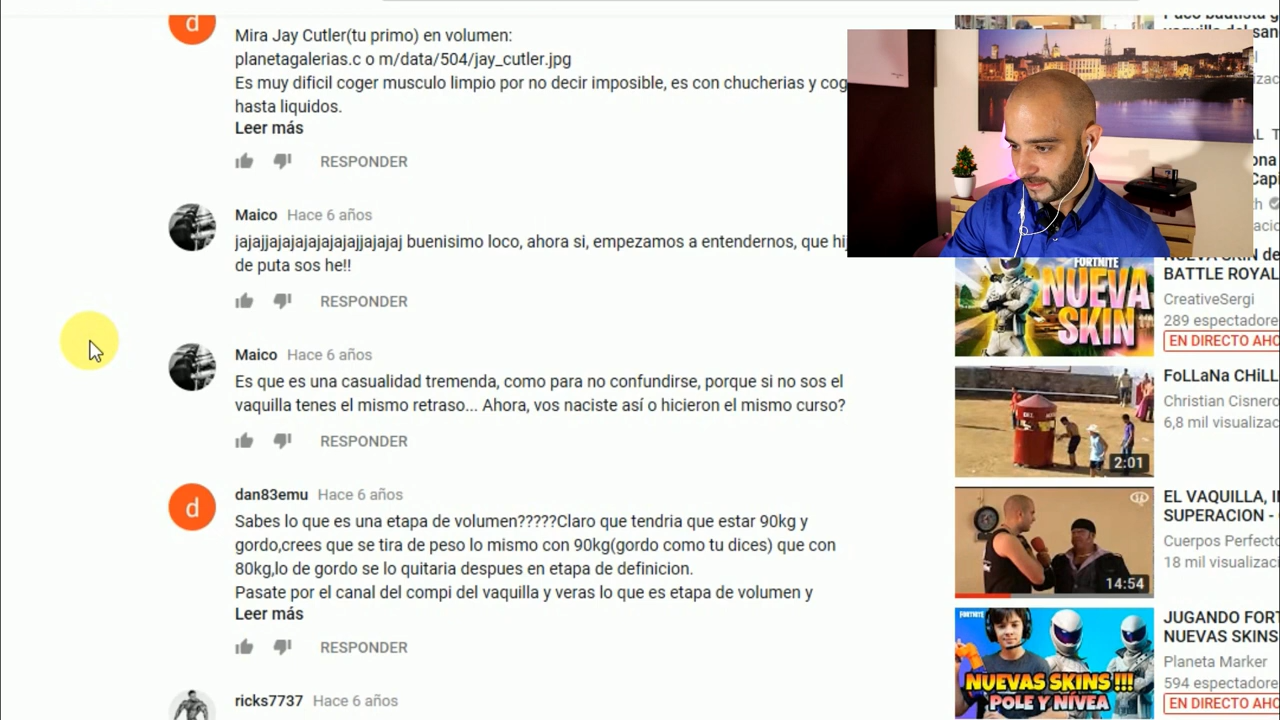 d
Mira Jay Cutler(tu primo) en volumen:
planetagalerias.c o m/data/504/jay_cutler.jpg
Es muy dificil coger musculo limpio por no decir imposible, es con chucherias y cog
hasta liquidos.
Leer más
RESPONDER
Maico Hace 6 años
jajajjajajajajajajajjajajaj buenisimo loco, ahora si, empezamos a entendernos, que hij
de puta sos he!!
RESPONDER
Maico Hace 6 años
Es que es una casualidad tremenda, como para no confundirse, porque si no sos el
vaquilla tenes el mismo retraso... Ahora, vos naciste así o hicieron el mismo curso?
RESPONDER
d
dan83emu Hace 6 años
Sabes lo que es una etapa de volumen?????Claro que tendria que estar 90kg y
gordo,crees que se tira de peso lo mismo con 90kg(gordo como tu dices) que con
80kg,lo de gordo se lo quitaria despues en etapa de definicion.
Pasate por el canal del compi del vaquilla y veras lo que es etapa de volumen y
Leer más
RESPONDER
ricks7737 Hace 6 años
FORTNITE
NUEVA
SKIN
BATTLE ROYAL
CreativeSergi
289 espectadore
EN DIRECTO AHO
2:01
FoLLaNa CHiLL
Christian Cisnero
6,8 mil visualizac
14:54
EL VAQUILLA, I
SUPERACION -
Cuerpos Perfecto
18 mil visualizaci
FORTNITE
NUEVAS SKINS !!!
POLE Y NÍVEA
JUGANDO FORT
NUEVAS SKINS
Planeta Marker
594 espectadore
EN DIRECTO AHO